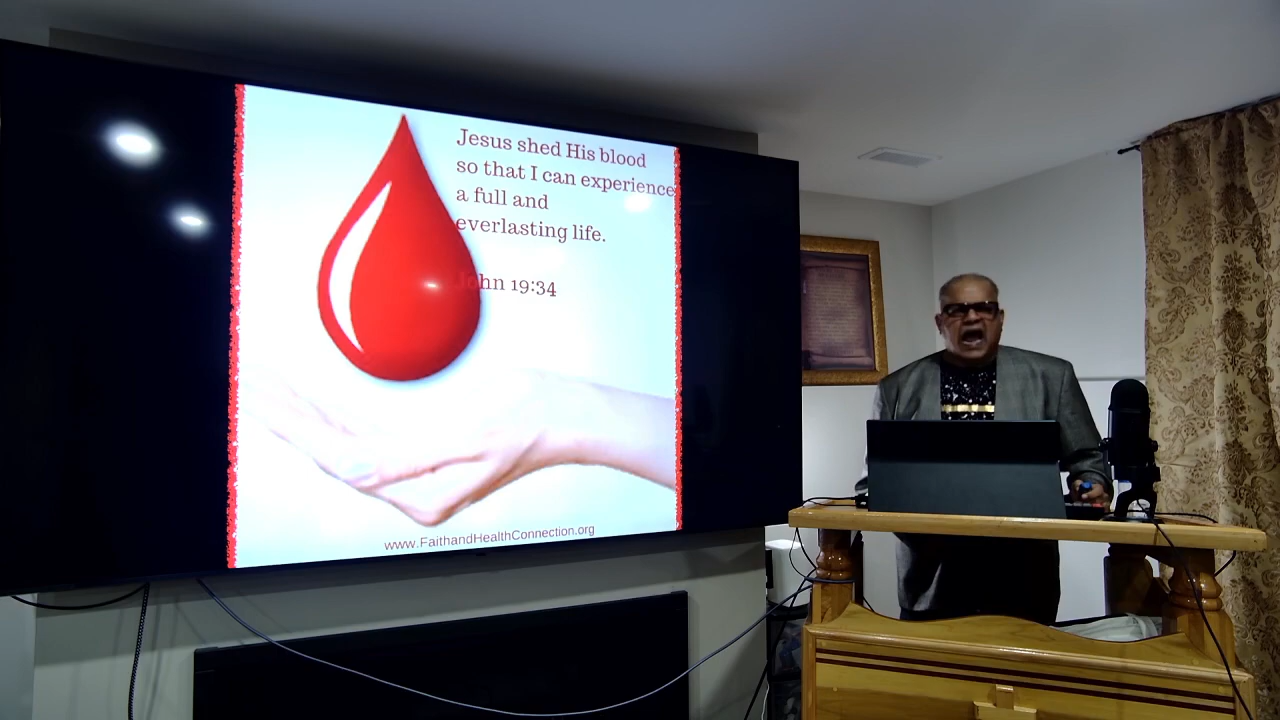 Jesus shed His blood
so that I can experience
a full and
everlasting life.
John 19:34
www.FaithandHealthConnection.org